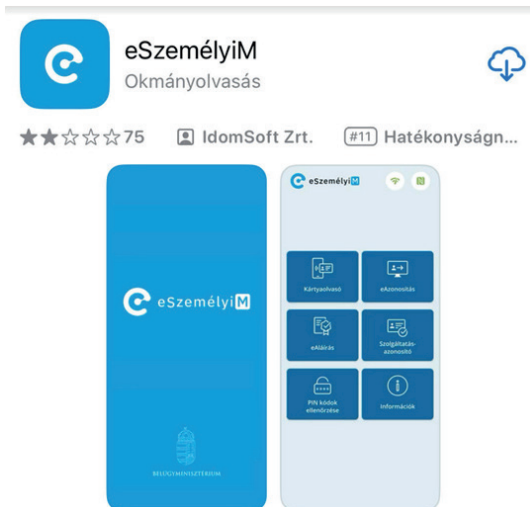 eSzemélyiM
Okmányolvasás
75
IdomSoft Zrt.
#11 Hatékonyságn...
eSzemélyiM
BELÜGYMINISZTÉRIUM
eSzemélyiM
Kártyaolvasó
eAzonosítás
eAláírás
Szolgáltatás-
azonosító
PIN kódok
ellenőrzése
Információk